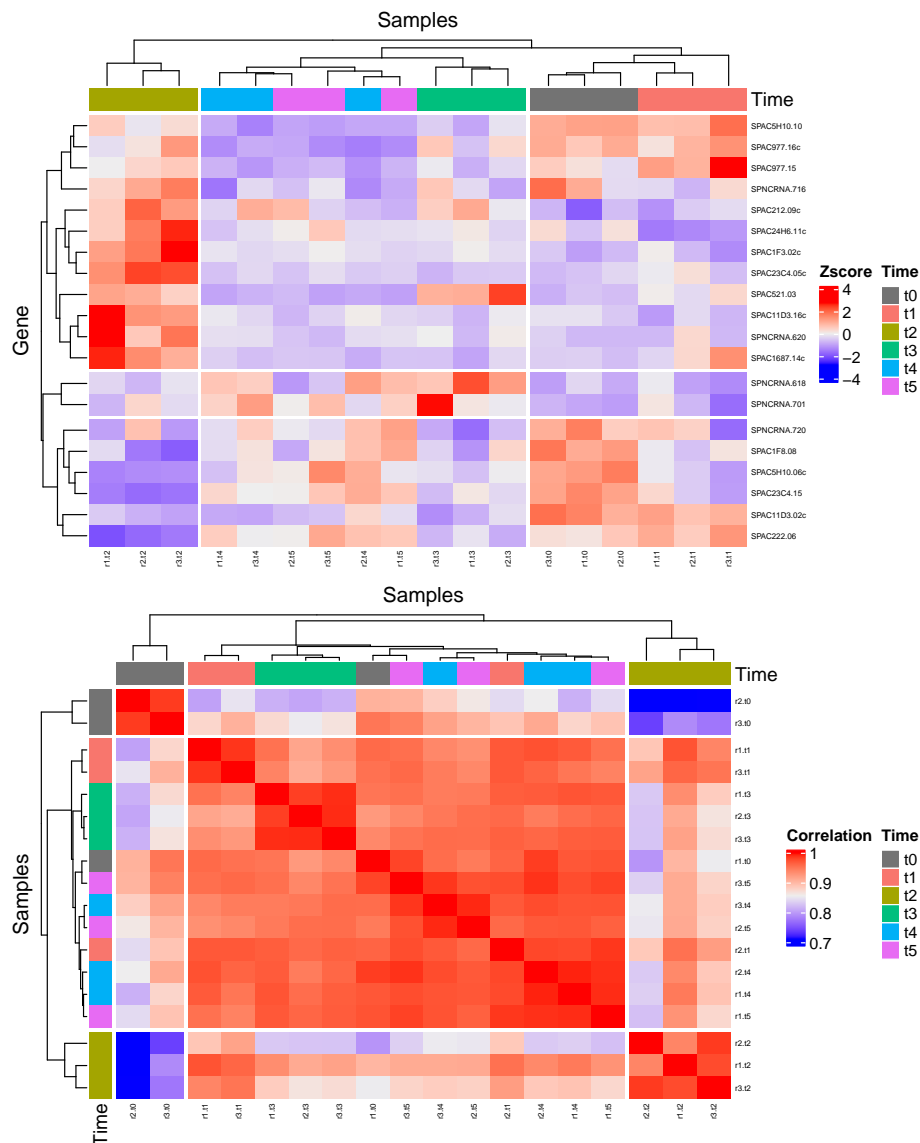 Samples
Time
SPAC5H10.10
SPAC977.16c
SPAC977.15
SPNCRNA.716
SPAC212.09c
SPAC24H6.11c
SPAC1F3.02c
SPAC23C4.05c
SPAC521.03
SPAC11D3.16c
SPNCRNA.620
SPAC1687.14c
SPNCRNA.618
SPNCRNA.701
SPNCRNA.720
SPAC1F8.08
SPAC5H10.06c
SPAC23C4.15
SPAC11D3.02c
SPAC222.06
Gene
r1.t2 r2.t2 r3.t2 r1.t4 r3.t4 r2.t5 r3.t5 r2.t4 r1.t5 r3.t3 r1.t3 r2.t3 r3.t0 r1.t0 r2.t0 r1.t1 r2.t1 r3.t1
Zscore
4
2
0
−2
−4
Time
t0
t1
t2
t3
t4
t5
Samples
Time
r2.t0
r3.t0
r1.t1
r3.t1
r1.t3
r2.t3
r3.t3
r1.t0
r3.t5
r3.t4
r2.t5
r2.t1
r2.t4
r1.t4
r1.t5
r2.t2
r1.t2
r3.t2
Samples
Time
r2.t0 r3.t0 r1.t1 r3.t1 r1.t3 r2.t3 r3.t3 r1.t0 r3.t5 r3.t4 r2.t5 r2.t1 r2.t4 r1.t4 r1.t5 r2.t2 r1.t2 r3.t2
Correlation
1
0.9
0.8
0.7
Time
t0
t1
t2
t3
t4
t5